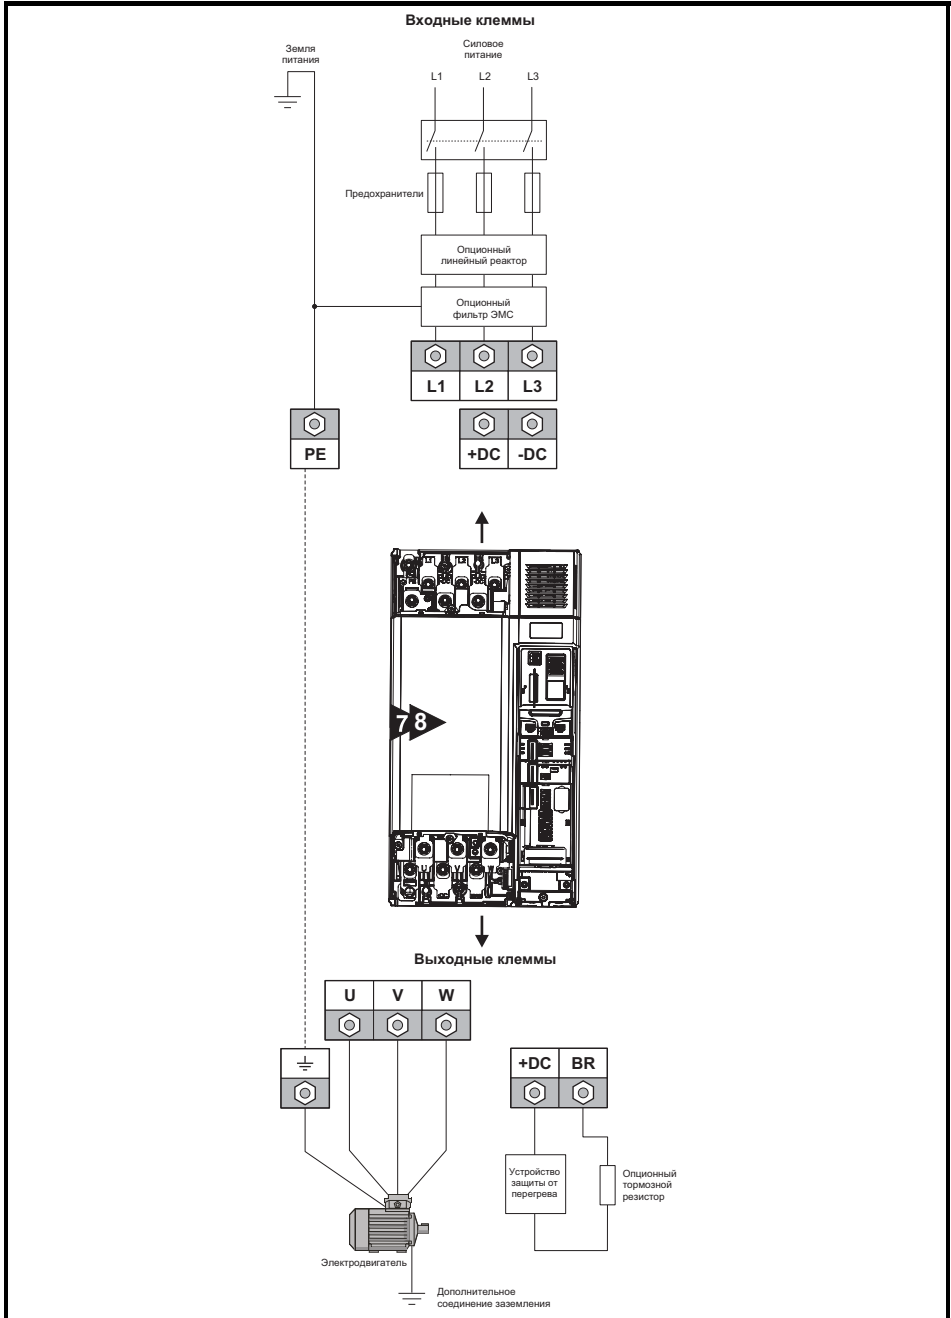 Входные клеммы
Земля
питания
Силовое
питание
L1 L2 L3
Предохранители
Опционный
линейный реактор
Опционный
фильтр ЭМС
L1 L2 L3
PE
+DC -DC
7 8
Выходные клеммы
U V W
+DC BR
Устройство
защиты от
перегрева
Опционный
тормозной
резистор
Электродвигатель
Дополнительное
соединение заземления